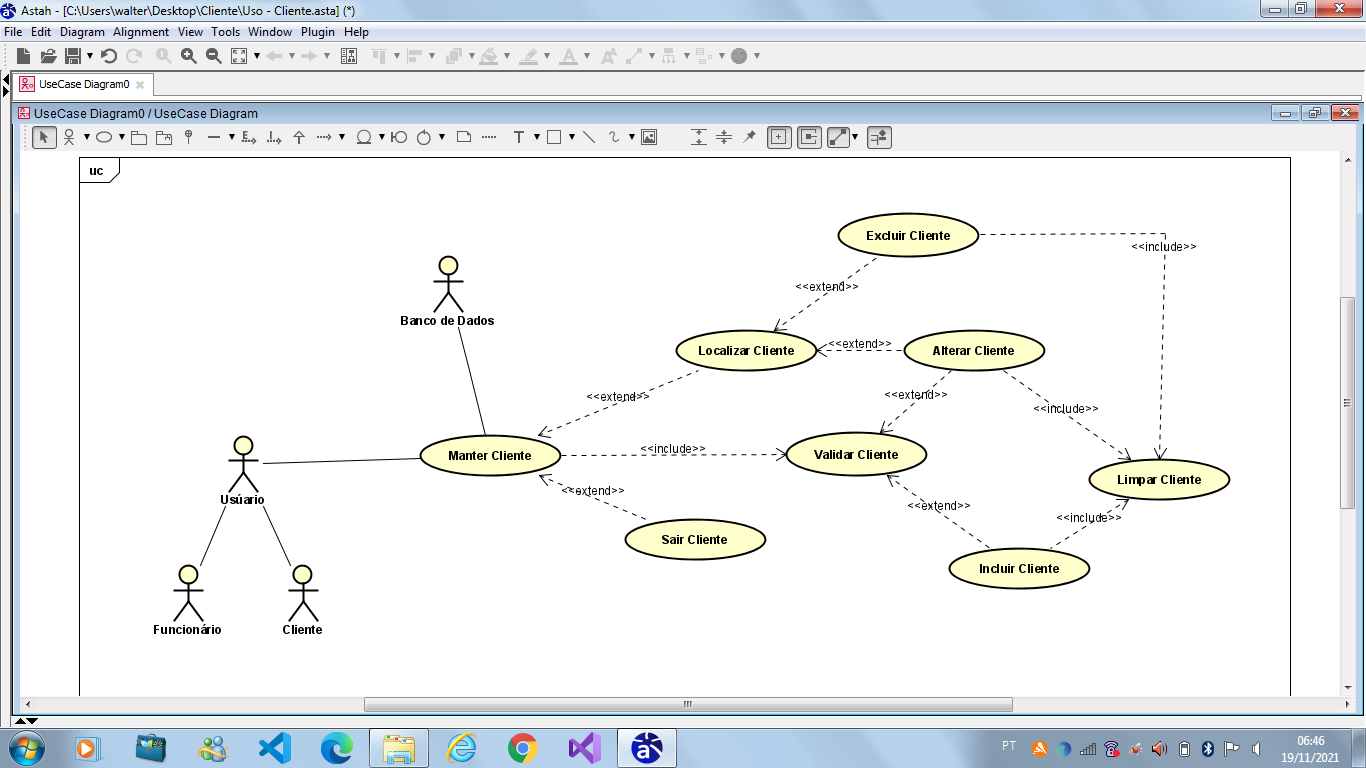 Astah - [C:\Users\walter\Desktop\Cliente\Uso - Cliente.asta] (*)
File Edit Diagram Alignment View Tools Window Plugin Help
UseCase Diagram0
UseCase Diagram0 / UseCase Diagram
uc
Excluir Cliente
<<include>>
Banco de Dados
<<extend>>
Localizar Cliente
<<extend>>
Alterar Cliente
<<extend>>
<<extend>>
<<include>>
Manter Cliente
<<include>>
Validar Cliente
Limpar Cliente
Usúario
<<extend>>
<<extend>>
<<include>>
Sair Cliente
Incluir Cliente
Funcionário
Cliente
PT
06:46
19/11/2021